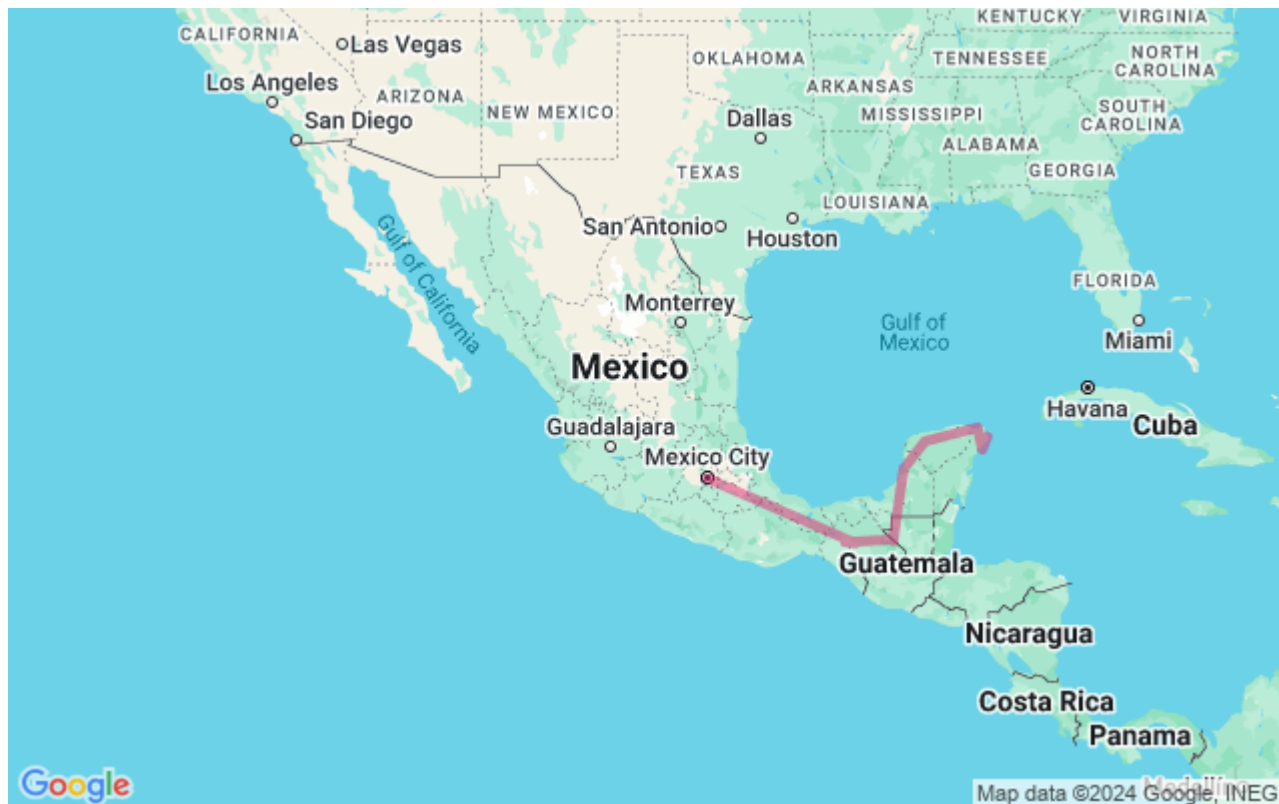 KENTUCKY
VIRGINIA
CALIFORNIA
Las Vegas
OKLAHOMA
TENNESSEE
NORTH
CAROLINA
Los Angeles
ARIZONA
ARKANSAS
NEW MEXICO
San Diego
Dallas
MISSISSIPPI
SOUTH
CAROLINA
ALABAMA
TEXAS
GEORGIA
LOUISIANA
San Antonio
Houston
Gulf of California
FLORIDA
Monterrey
Gulf of
Mexico
Miami
Mexico
Havana
Cuba
Guadalajara
Mexico City
Guatemala
Nicaragua
Costa Rica
Panama
Google
Medellín
Map data ©2024 Google, INEG